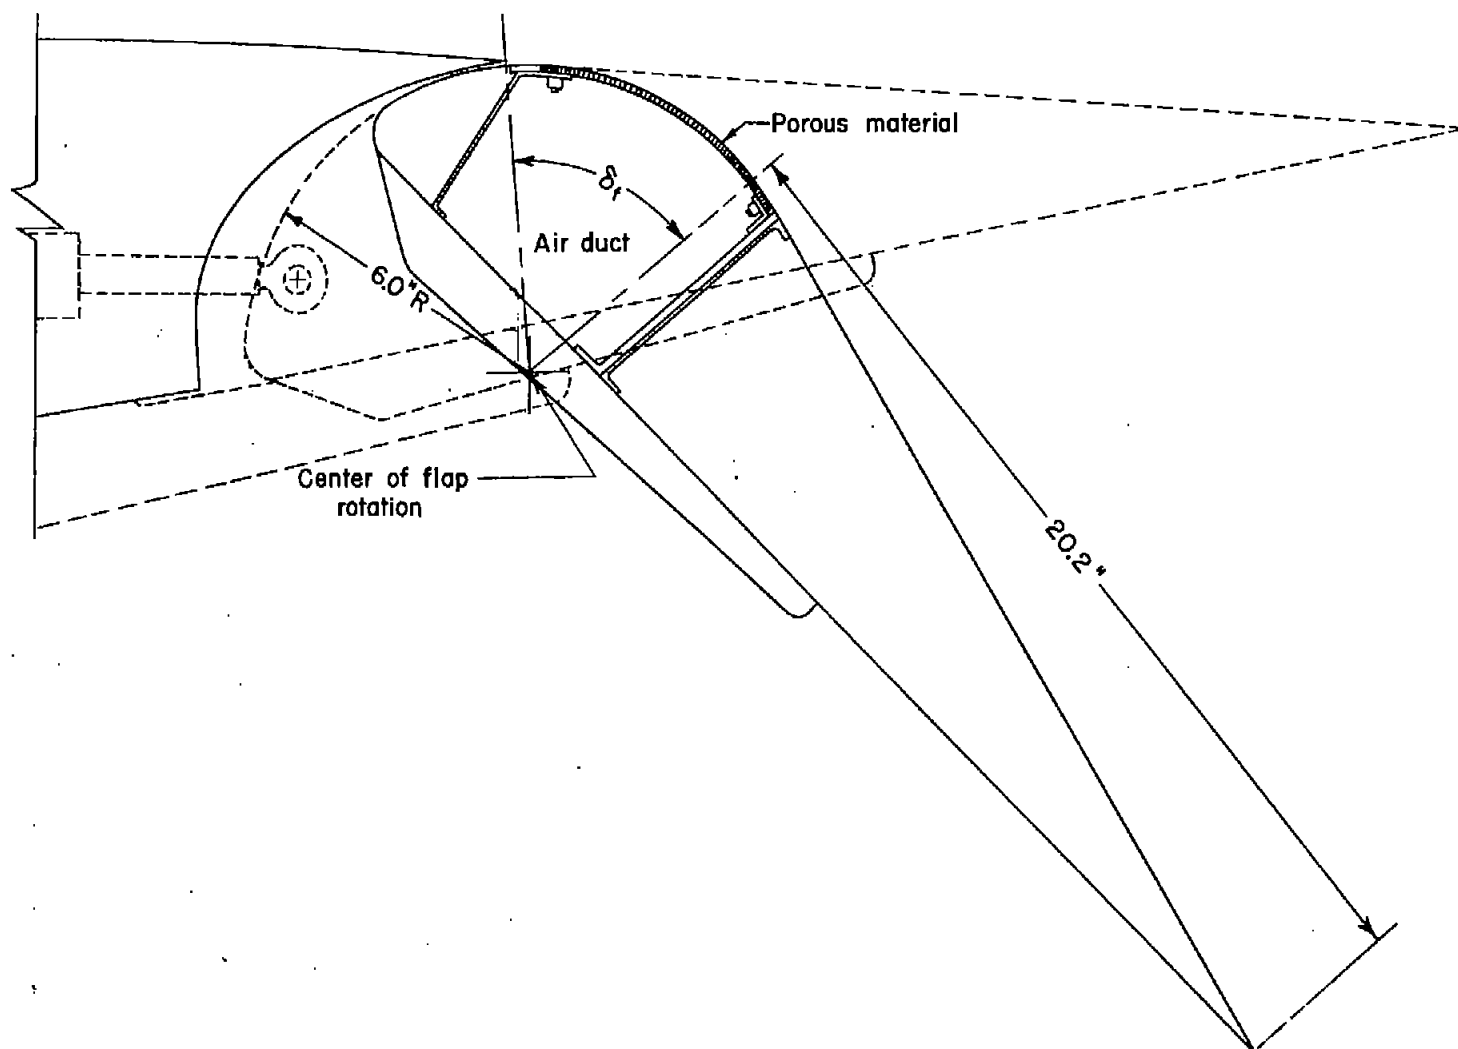 Porous material
δf
Air duct
6.0"R
Center of flap
rotation
20.2"